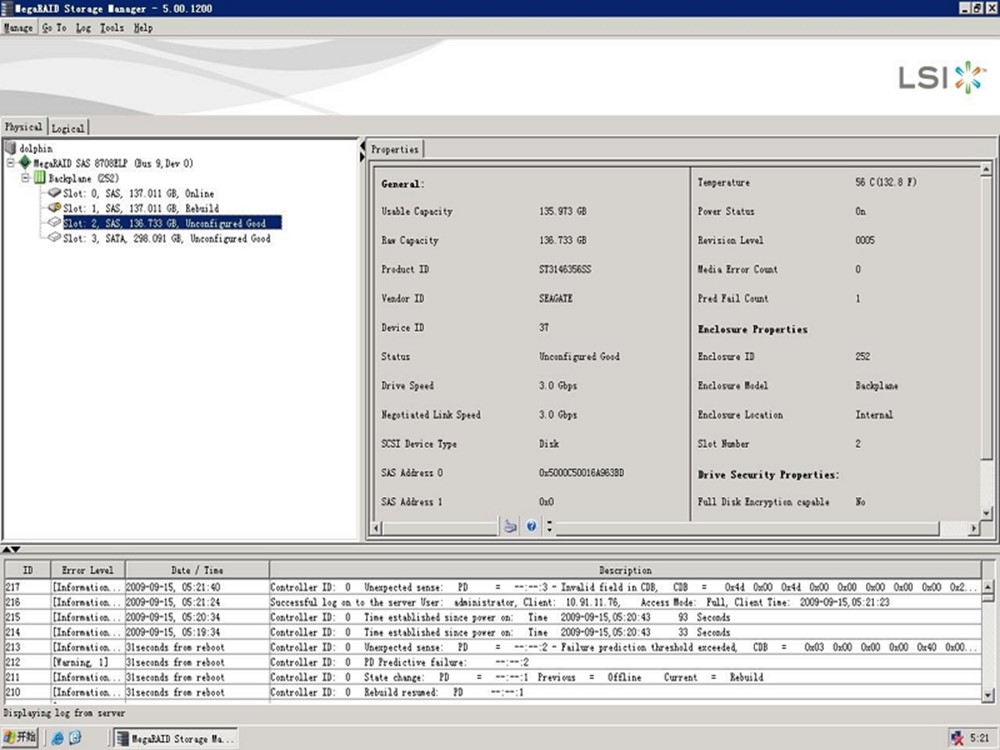 MegaRAID Storage Manager - 5.00.1200
Manage Go To Log Tools Help
LSI
Physical Logical
dolphin
MegaRAID SAS 8708ELP (Bus 9,Dev 0)
Backplane (252)
Slot: 0, SAS, 137.011 GB, Online
Slot: 1, SAS, 137.011 GB, Rebuild
Slot: 2, SAS, 136.733 GB, Unconfigured Good
Slot: 3, SATA, 298.091 GB, Unconfigured Good
Properties
General:
Usable Capacity 135.973 GB
Raw Capacity 136.733 GB
Product ID ST3146356SS
Vendor ID SEAGATE
Device ID 37
Status Unconfigured Good
Drive Speed 3.0 Gbps
Negotiated Link Speed 3.0 Gbps
SCSI Device Type Disk
SAS Address 0 0x5000C50016A963BD
SAS Address 1 0x0
Temperature 56 C(132.8 F)
Power Status On
Revision Level 0005
Media Error Count 0
Pred Fail Count 1
Enclosure Properties
Enclosure ID 252
Enclosure Model Backplane
Enclosure Location Internal
Slot Number 2
Drive Security Properties:
Full Disk Encryption capable No
ID Error Level Date / Time Description
217 [Information... 2009-09-15, 05:21:40 Controller ID: 0 Unexpected sense: PD = --:--:3 - Invalid field in CDB, CDB = 0x4d 0x00 0x4d 0x00 0x00 0x00 0x00 0x00 0x2...
216 [Information... 2009-09-15, 05:21:24 Successful log on to the server User: administrator, Client: 10.91.11.76, Access Mode: Full, Client Time: 2009-09-15,05:21:23
215 [Information... 2009-09-15, 05:20:34 Controller ID: 0 Time established since power on: Time 2009-09-15,05:20:43 93 Seconds
214 [Information... 2009-09-15, 05:19:34 Controller ID: 0 Time established since power on: Time 2009-09-15,05:20:43 33 Seconds
213 [Information... 31seconds from reboot Controller ID: 0 Unexpected sense: PD = --:--:2 - Failure prediction threshold exceeded, CDB = 0x03 0x00 0x00 0x00 0x40 0x00...
212 [Warning, 1] 31seconds from reboot Controller ID: 0 PD Predictive failure: --:--:2
211 [Information... 31seconds from reboot Controller ID: 0 State change: PD = --:--:1 Previous = Offline Current = Rebuild
210 [Information... 31seconds from reboot Controller ID: 0 Rebuild resumed: PD --:--:1
Displaying log from server
开始 MegaRAID Storage Ma... 5:21